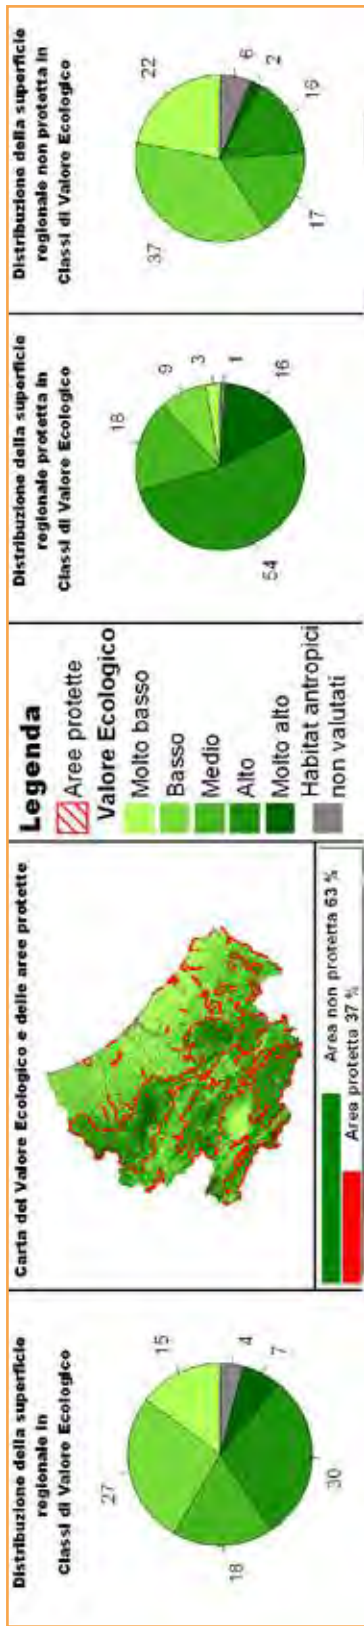 Distribuzione della superficie
regionale in
Classi di Valore Ecologico
15
27
4
7
18
30
Carta del Valore Ecologico e delle aree protette
Area non protetta 63 %
Area protetta 37 %
Legenda
Aree protette
Valore Ecologico
Molto basso
Basso
Medio
Alto
Molto alto
Habitat antropici
non valutati
Distribuzione della superficie
regionale protetta in
Classi di Valore Ecologico
9
3
18
1
16
54
Distribuzione della superficie
regionale non protetta in
Classi di Valore Ecologico
22
37
6
2
16
17